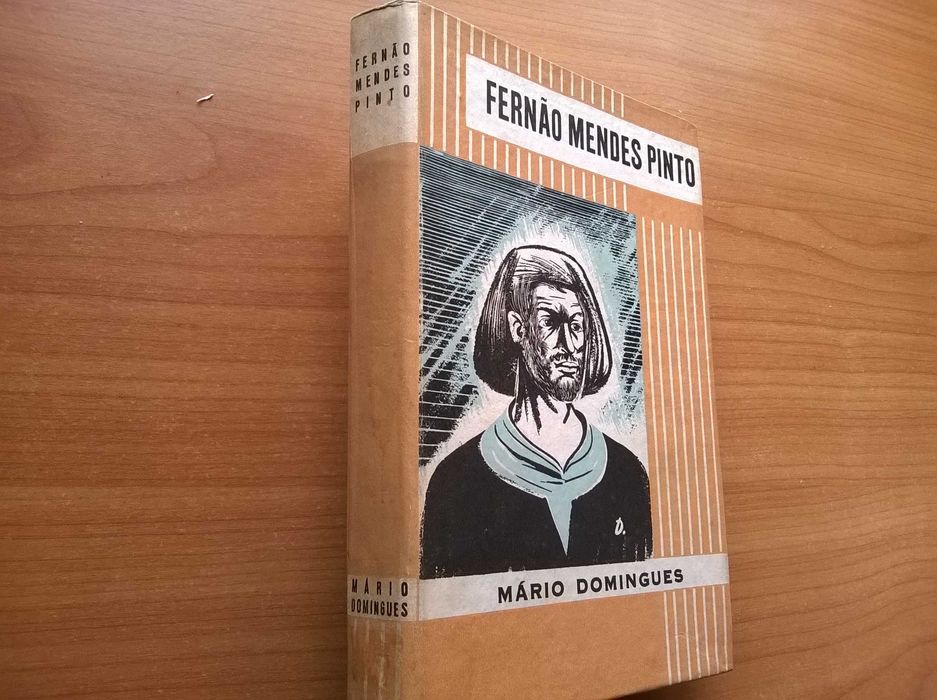 FERNÃO
MENDES
PINTO
MÁRIO
DOMINGUES
FERNÃO MENDES PINTO
D.
MÁRIO DOMINGUES